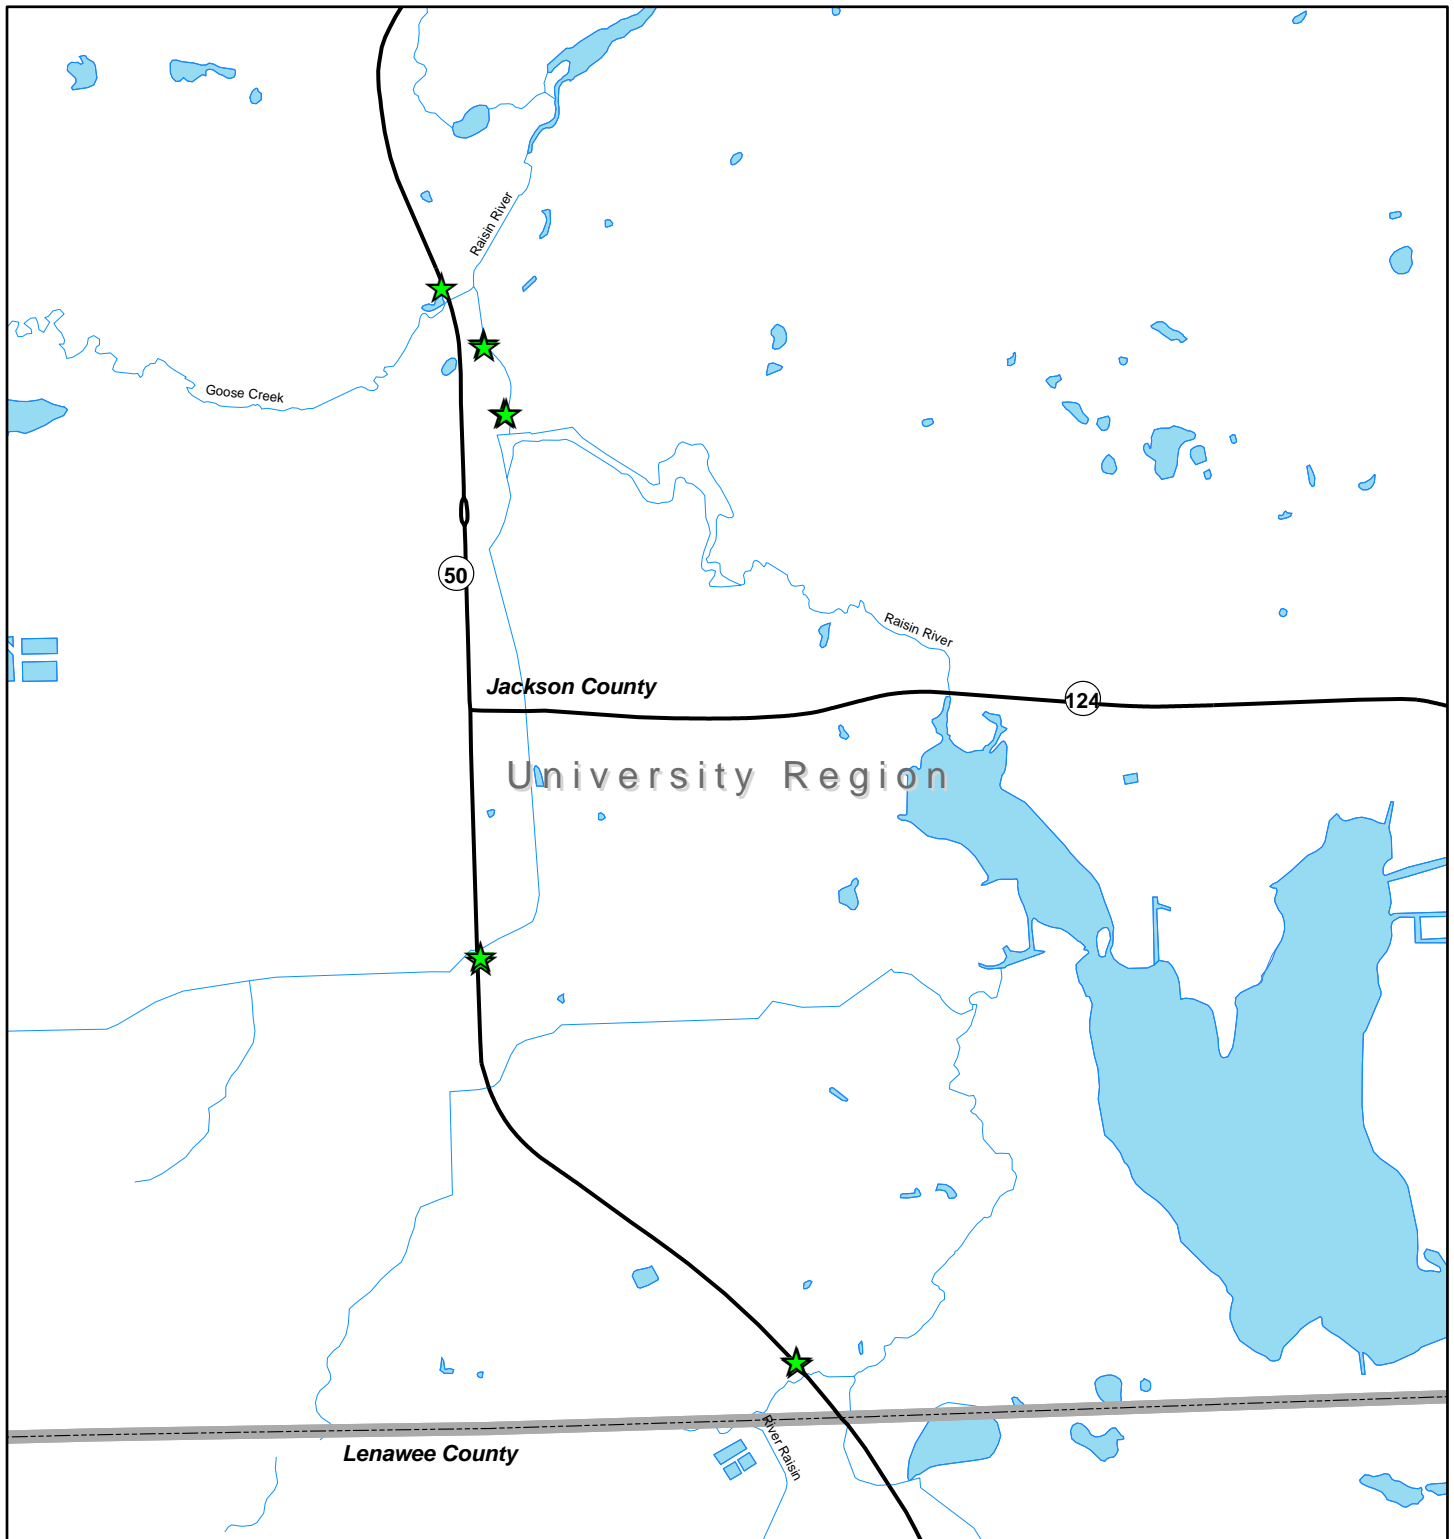 Raisin River
Goose Creek
50
Raisin River
Jackson County
124
University Region
River Raisin
Lenawee County